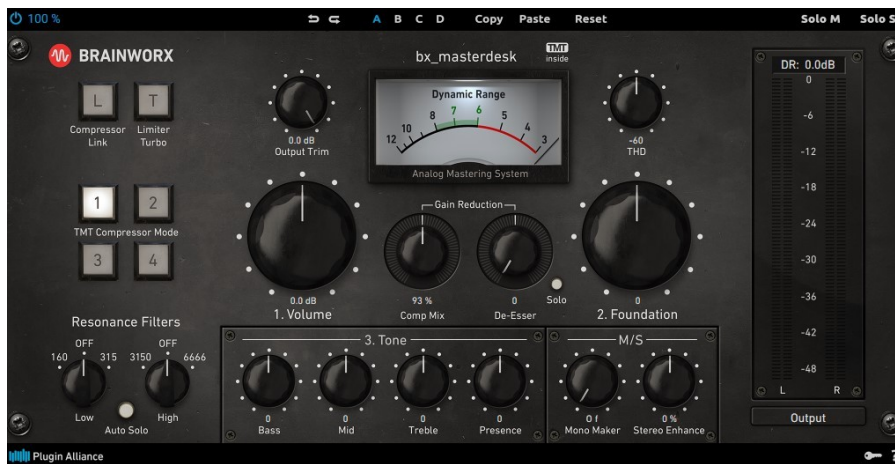 100 %
A B C D Copy Paste Reset
Solo M Solo S
BRAINWORX
bx_masterdesk
TMT
inside
DR: 0.0dB
L T
Compressor
Link
Limiter
Turbo
0.0 dB
Output Trim
Dynamic Range
12 10 8 7 6 5 4 3
Analog Mastering System
-60
THD
1 2
TMT Compressor Mode
3 4
Gain Reduction
0.0 dB
1. Volume
93 %
Comp Mix
0
De-Esser
Solo
0
2. Foundation
Resonance Filters
OFF OFF
160 315 3150 6666
Low High
Auto Solo
3. Tone
0
Bass
0
Mid
0
Treble
0
Presence
M/S
0 f
Mono Maker
0 %
Stereo Enhance
0
-6
-12
-18
-24
-30
-36
-42
-48
L R
Output
Plugin Alliance